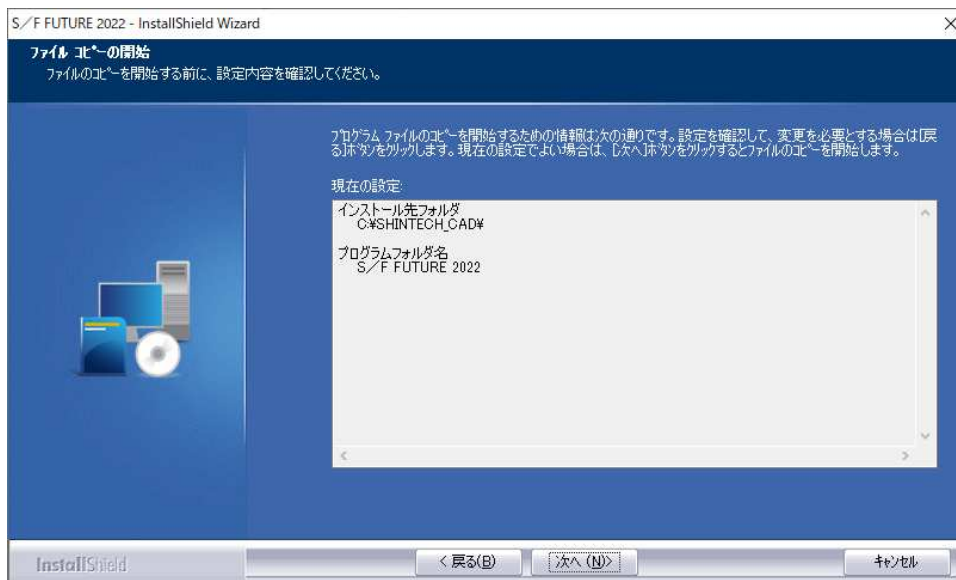 S／F FUTURE 2022 - InstallShield Wizard
ﾌｧｲﾙ ｺﾋﾟｰの開始
ﾌｧｲﾙのｺﾋﾟｰを開始する前に、設定内容を確認してください。
ﾌﾟﾛｸﾞﾗﾑ ﾌｧｲﾙのｺﾋﾟｰを開始するための情報は次の通りです。設定を確認して、変更を必要とする場合は[戻
る]ﾎﾞﾀﾝをｸﾘｯｸします。現在の設定でよい場合は、[次へ]ﾎﾞﾀﾝをｸﾘｯｸするとﾌｧｲﾙのｺﾋﾟｰを開始します。
現在の設定:
インストール先フォルダ
C:¥SHINTECH_CAD¥
プログラムフォルダ名
S／F FUTURE 2022
InstallShield
< 戻る(B)
次へ (N)>
ｷｬﾝｾﾙ